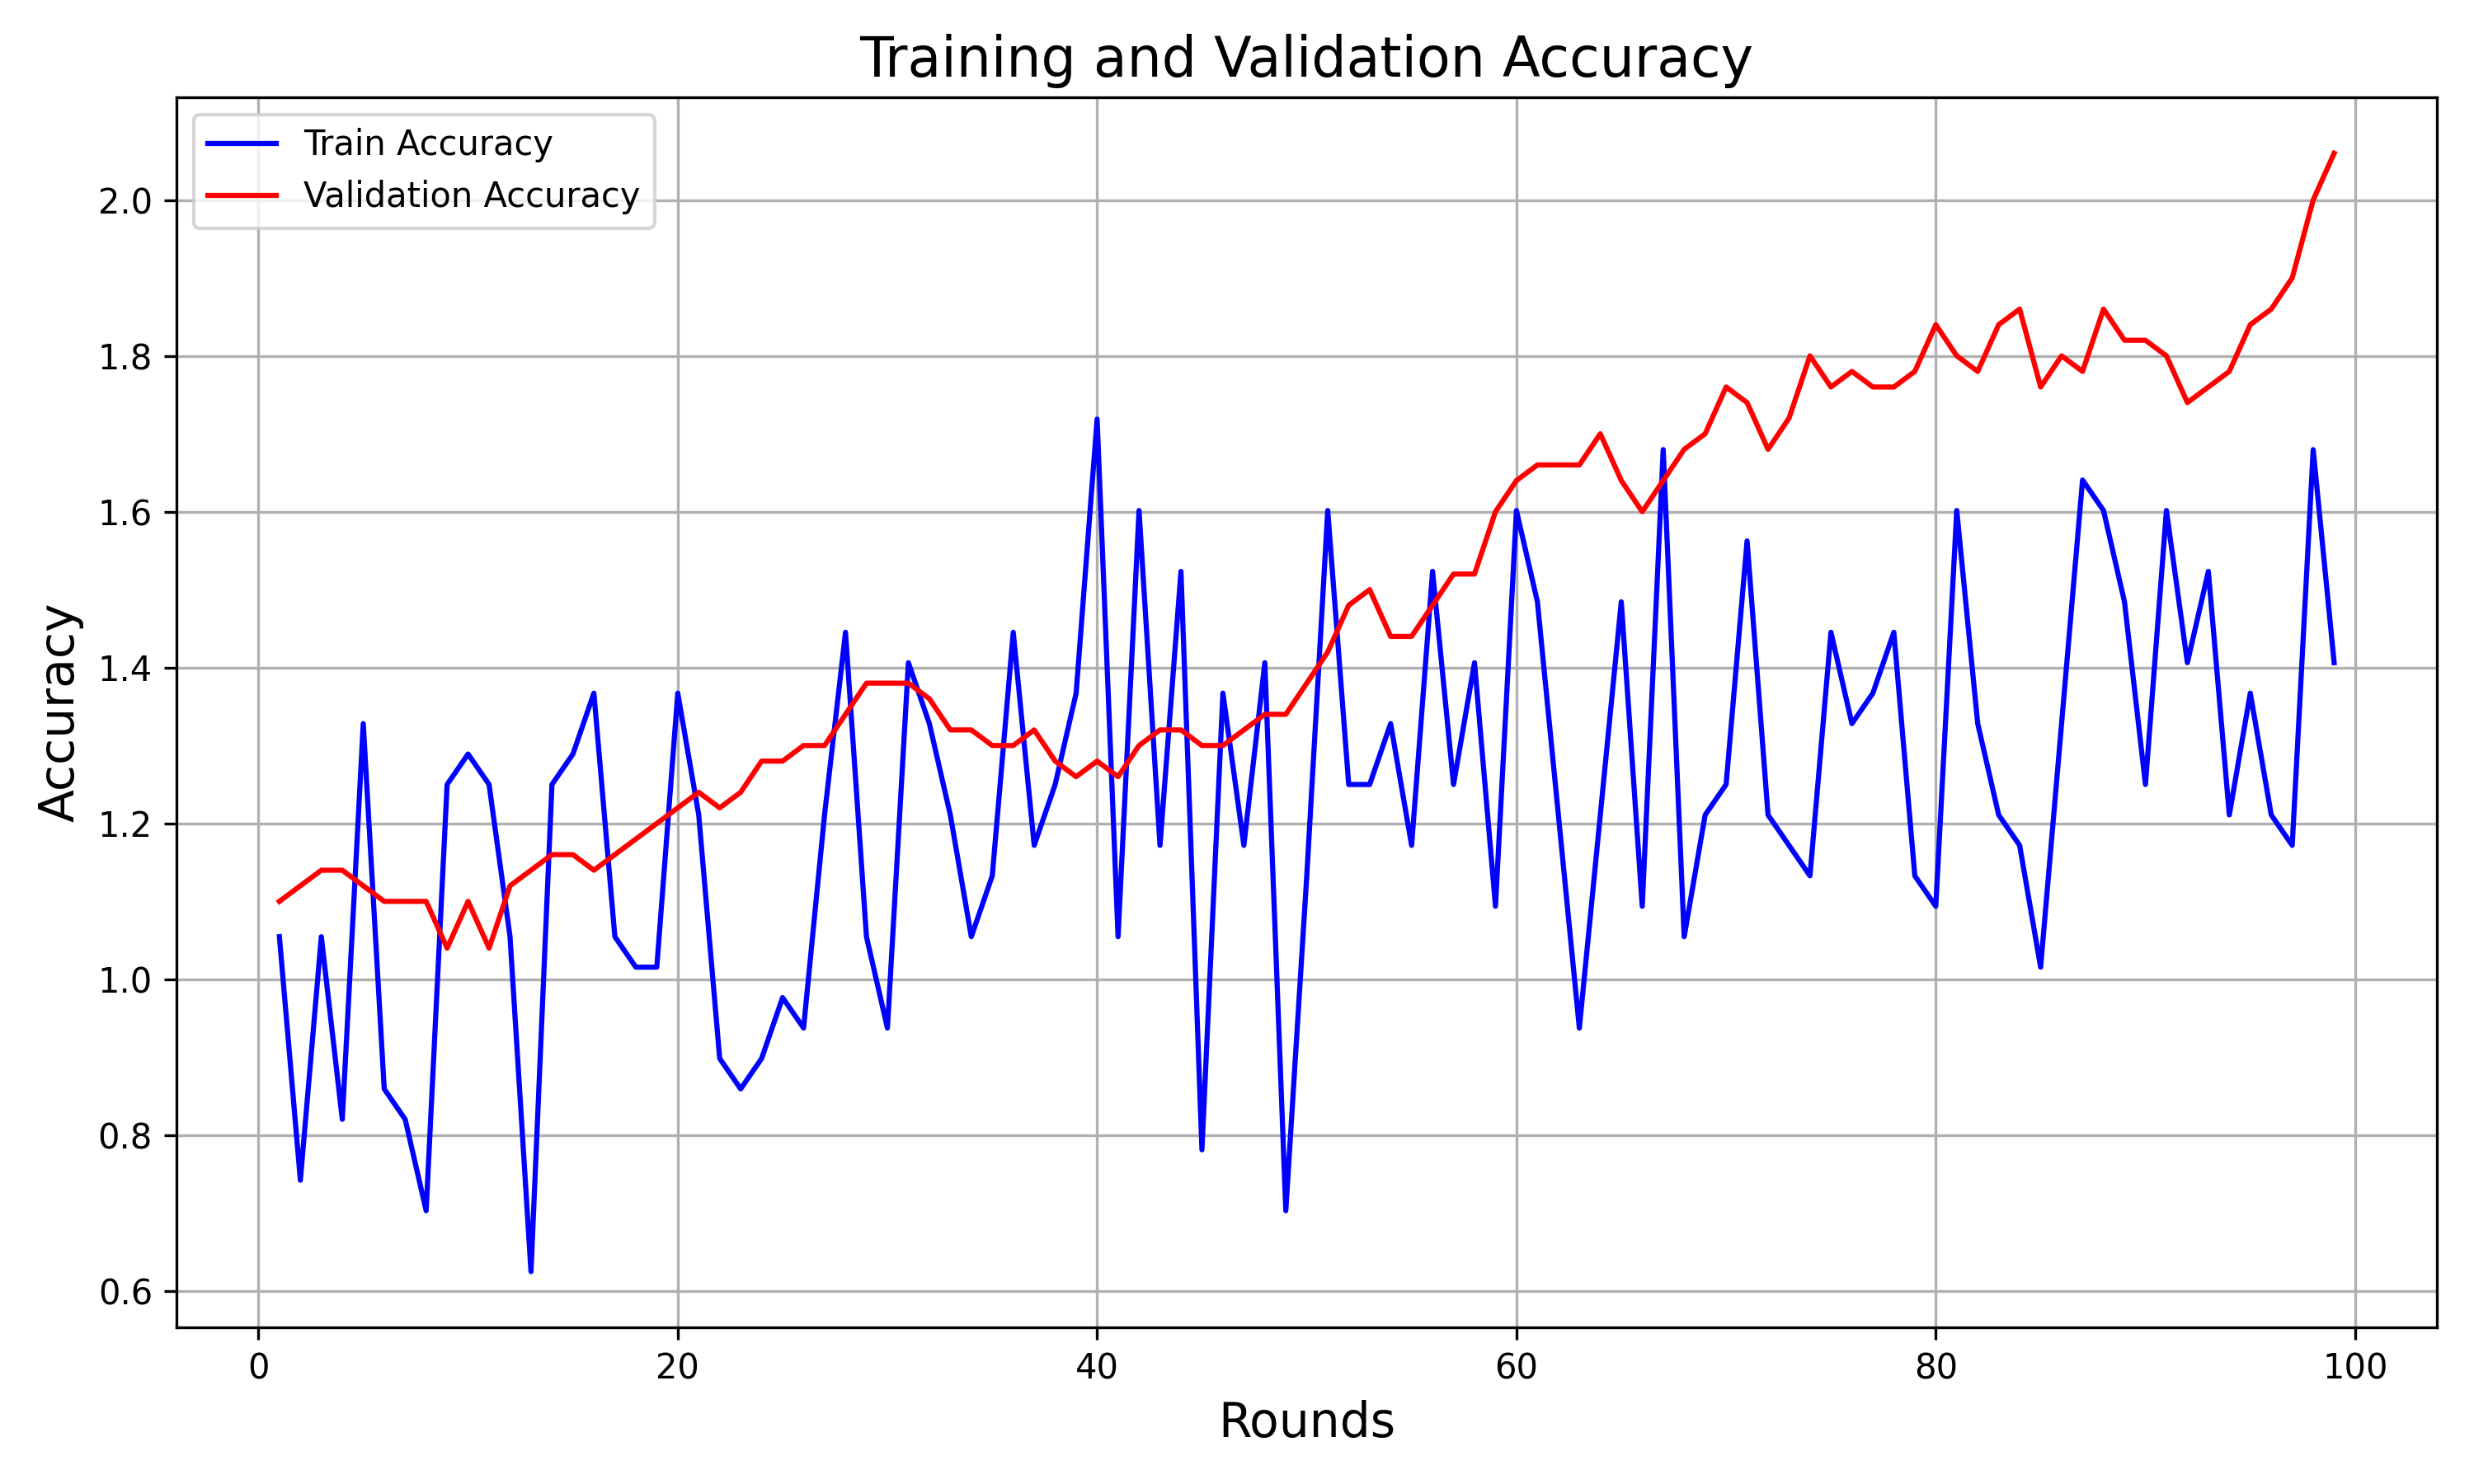 Training and Validation Accuracy
Train Accuracy
Validation Accuracy
2.0
1.8
1.6
1.4
1.2
1.0
0.8
0.6
Accuracy
0 20 40 60 80 100
Rounds